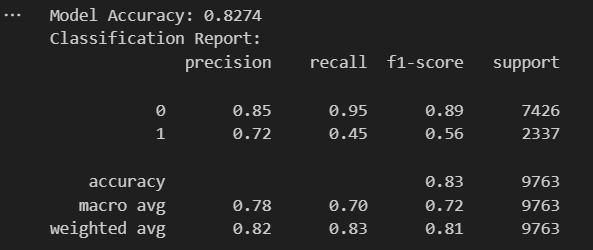 ... Model Accuracy: 0.8274
Classification Report:
precision recall f1-score support
0 0.85 0.95 0.89 7426
1 0.72 0.45 0.56 2337
accuracy 0.83 9763
macro avg 0.78 0.70 0.72 9763
weighted avg 0.82 0.83 0.81 9763